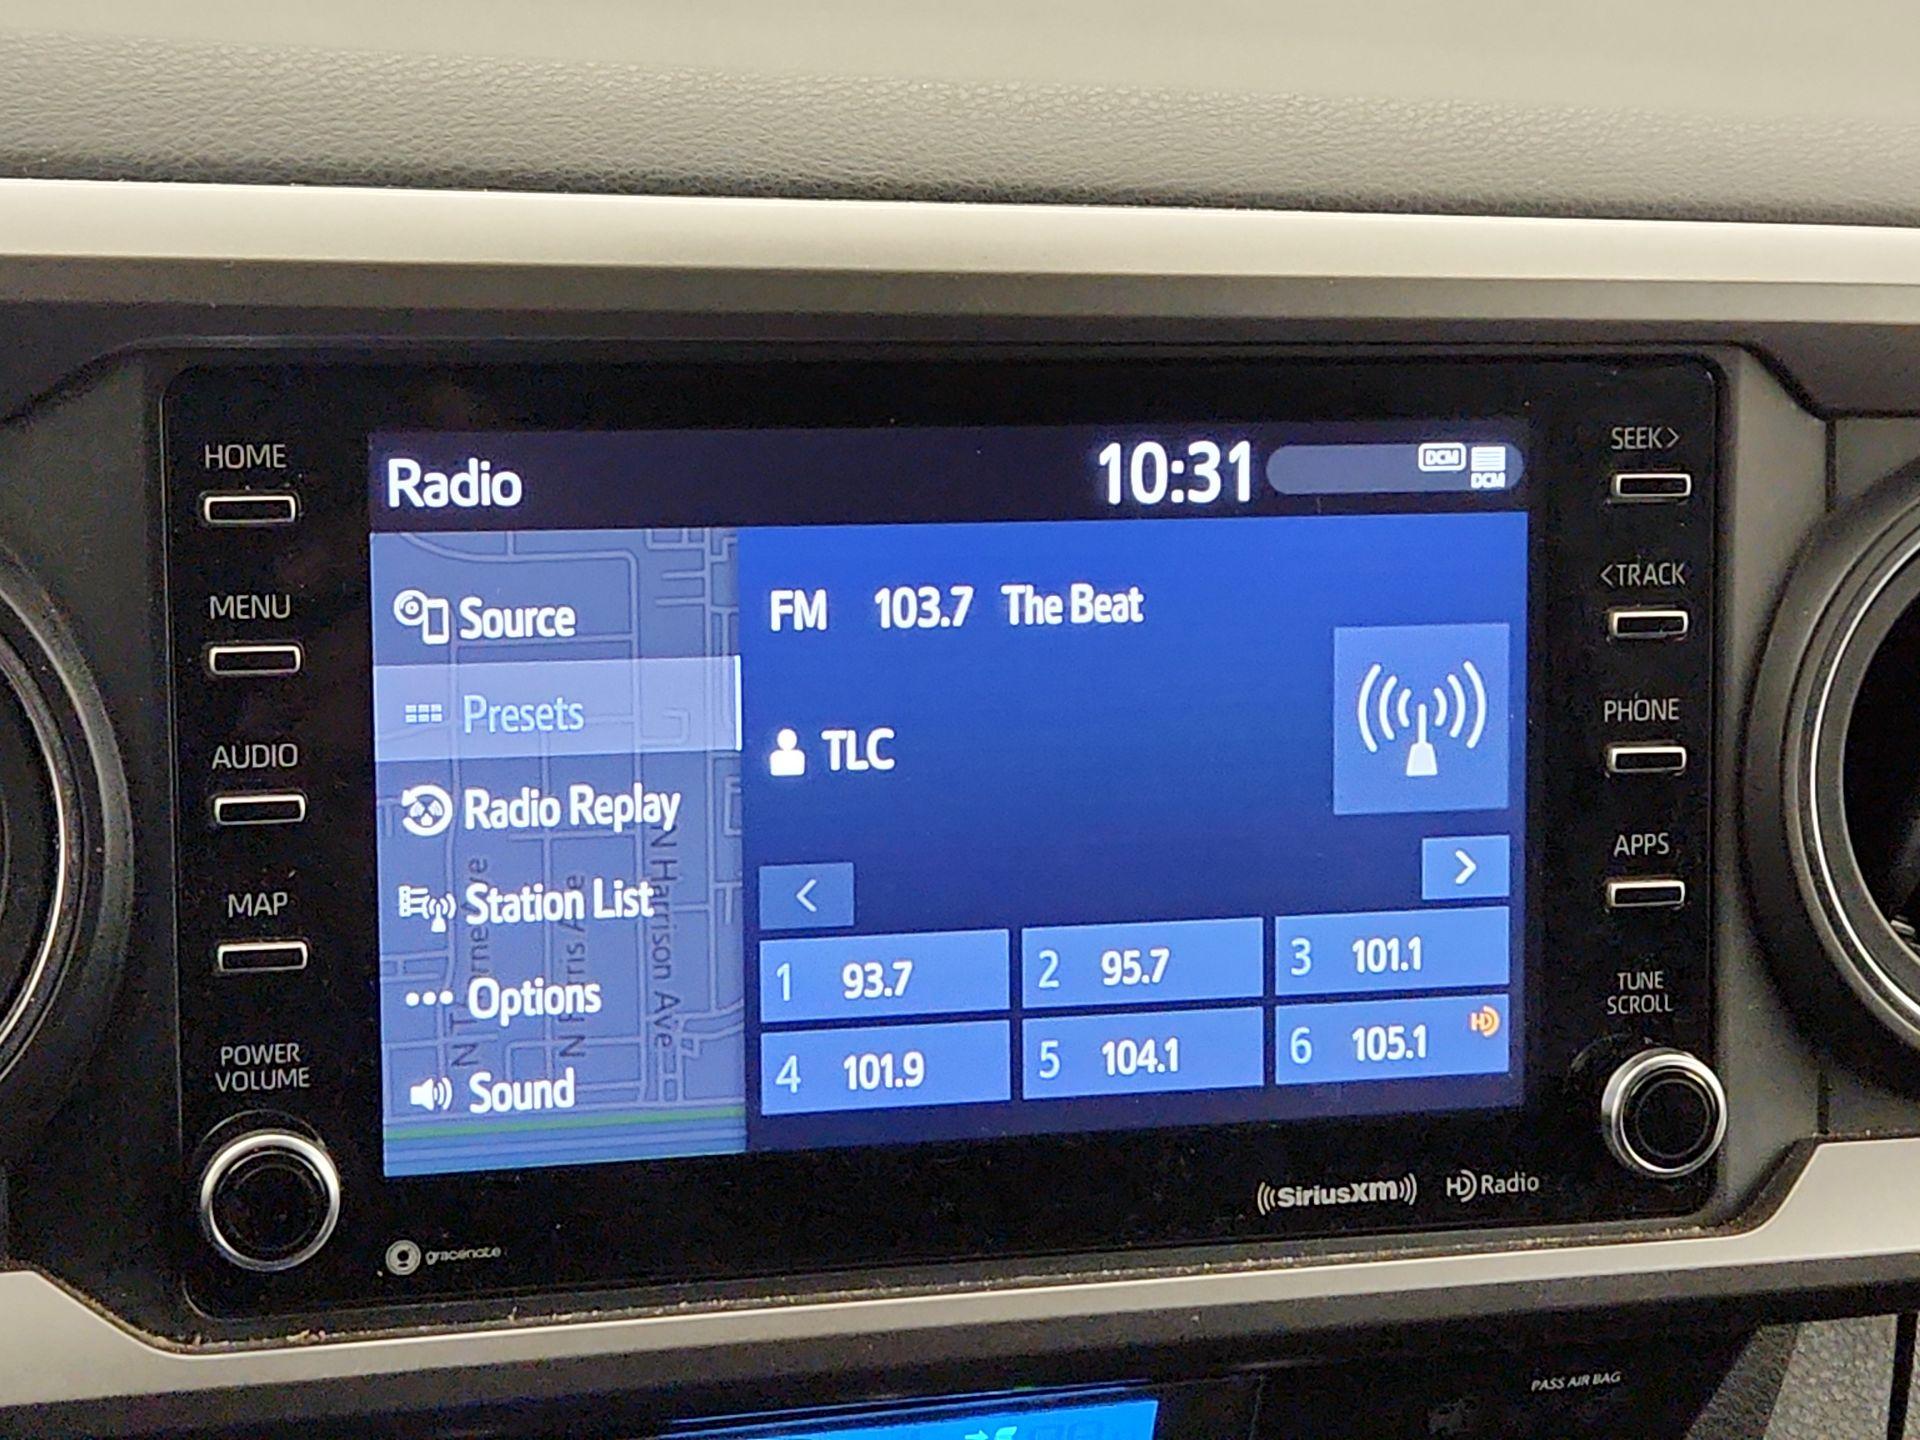 HOME
MENU
AUDIO
MAP
POWER
VOLUME
Radio
10:31
DCM
DCM
Source
Presets
Radio Replay
Station List
Options
Sound
N Harrison Ave
FM 103.7 The Beat
TLC
<
>
1 93.7
2 95.7
3 101.1
4 101.9
5 104.1
6 105.1 HD
SEEK>
<TRACK
PHONE
APPS
TUNE
SCROLL
gracenote
SiriusXM
HD Radio
PASS AIR BAG